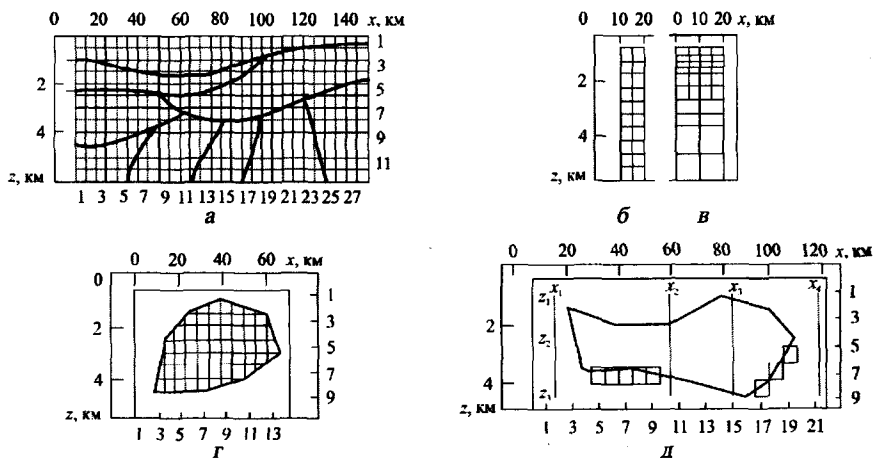 0 20 40 60 80 100 120 140 x, км
1
3
2
5
7
4
9
11
z, км
1 3 5 7 9 11 13 15 17 19 21 23 25 27
а
10 20 x, км
2
4
z, км
б
0 10 20 x, км
в
0 20 40 60 x, км
0
1
2
3
5
4
7
9
z, км
1 3 5 7 9 11 13
г
0 20 40 60 80 100 120 x, км
z₁ x₁ x₂ x₃ x₄
1
3
2
z₂
5
7
4
z₃
9
z, км
1 3 5 7 9 11 13 15 17 19 21
д